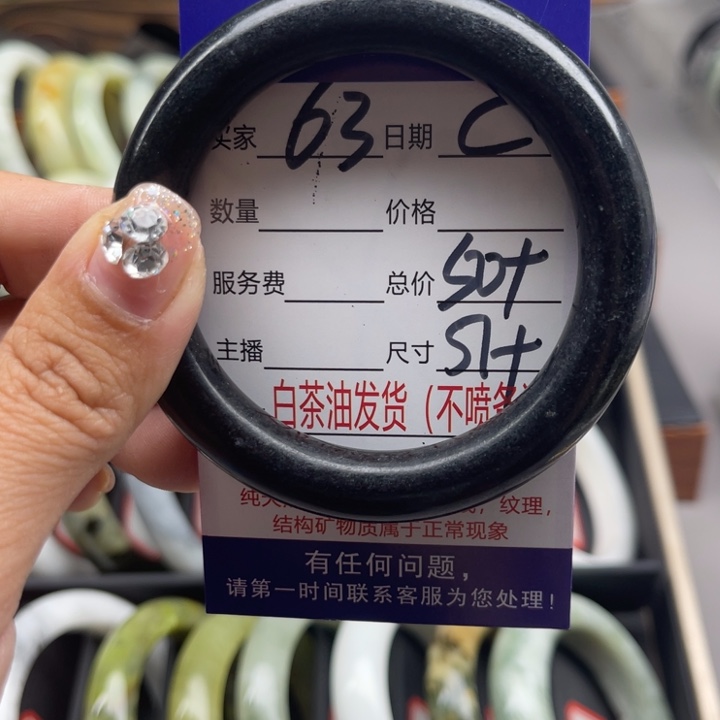 买家 63 日期 C
数量 价格
服务费 总价 50+
主播 尺寸 51+
白茶油发货（不喷
纹理，
结构矿物质属于正常现象
有任何问题，
请第一时间联系客服为您处理！